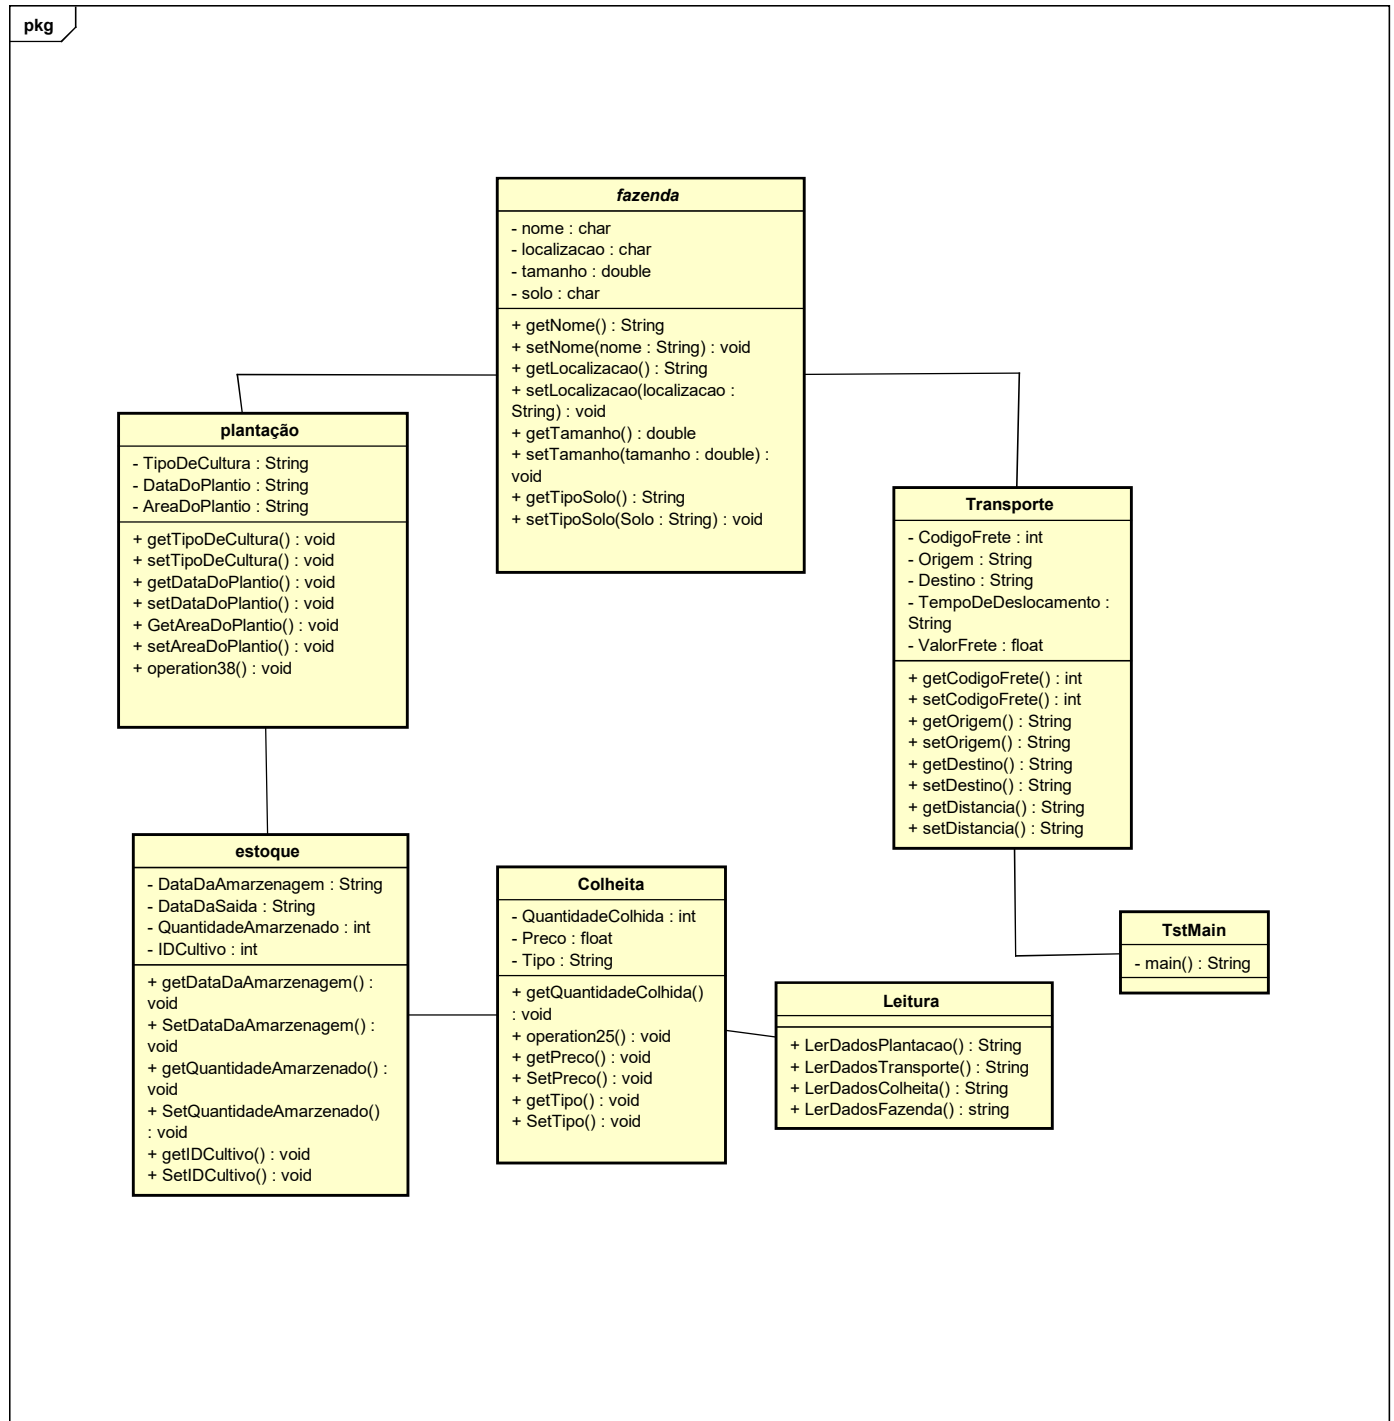 pkg
fazenda
- nome : char
- localizacao : char
- tamanho : double
- solo : char
+ getNome() : String
+ setNome(nome : String) : void
+ getLocalizacao() : String
+ setLocalizacao(localizacao :
String) : void
+ getTamanho() : double
+ setTamanho(tamanho : double) :
void
+ getTipoSolo() : String
+ setTipoSolo(Solo : String) : void
plantação
- TipoDeCultura : String
- DataDoPlantio : String
- AreaDoPlantio : String
+ getTipoDeCultura() : void
+ setTipoDeCultura() : void
+ getDataDoPlantio() : void
+ setDataDoPlantio() : void
+ GetAreaDoPlantio() : void
+ setAreaDoPlantio() : void
+ operation38() : void
Transporte
- CodigoFrete : int
- Origem : String
- Destino : String
- TempoDeDeslocamento :
String
- ValorFrete : float
+ getCodigoFrete() : int
+ setCodigoFrete() : int
+ getOrigem() : String
+ setOrigem() : String
+ getDestino() : String
+ setDestino() : String
+ getDistancia() : String
+ setDistancia() : String
estoque
- DataDaAmarzenagem : String
- DataDaSaida : String
- QuantidadeAmarzenado : int
- IDCultivo : int
+ getDataDaAmarzenagem() :
void
+ SetDataDaAmarzenagem() :
void
+ getQuantidadeAmarzenado() :
void
+ SetQuantidadeAmarzenado()
: void
+ getIDCultivo() : void
+ SetIDCultivo() : void
Colheita
- QuantidadeColhida : int
- Preco : float
- Tipo : String
+ getQuantidadeColhida()
: void
+ operation25() : void
+ getPreco() : void
+ SetPreco() : void
+ getTipo() : void
+ SetTipo() : void
Leitura
+ LerDadosPlantacao() : String
+ LerDadosTransporte() : String
+ LerDadosColheita() : String
+ LerDadosFazenda() : string
TstMain
- main() : String